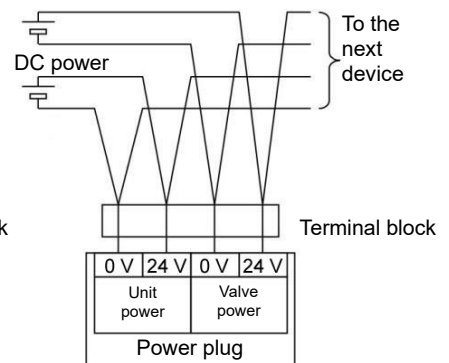 To the
next
device
DC power
k
Terminal block
0 V 24 V 0 V 24 V
Unit
power
Valve
power
Power plug